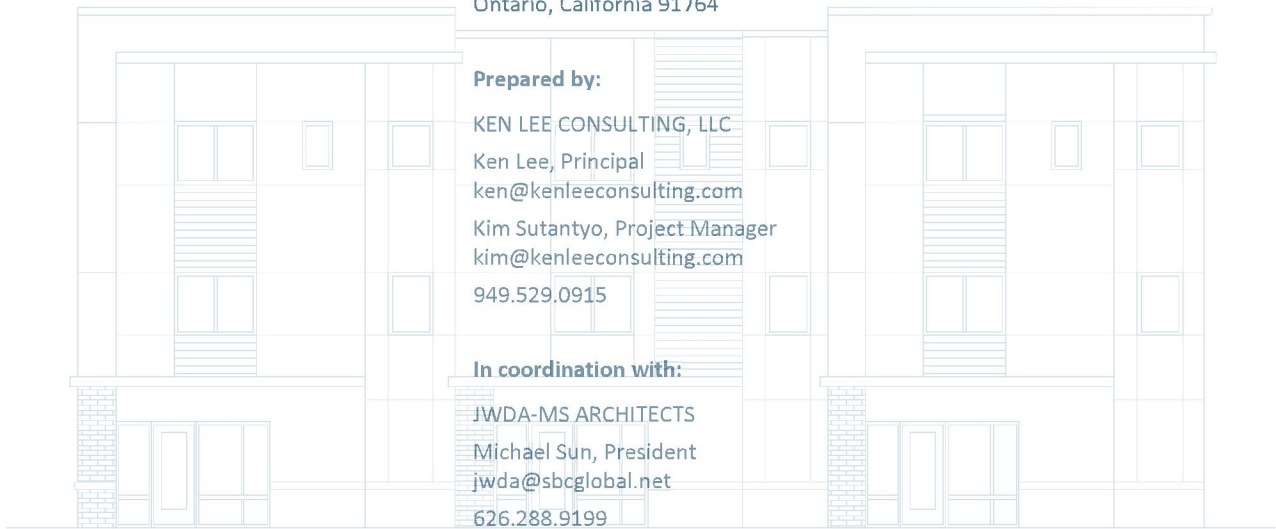 Ontario, California 91764
Prepared by:
KEN LEE CONSULTING, LLC
Ken Lee, Principal
ken@kenleeconsulting.com
Kim Sutantyo, Project Manager
kim@kenleeconsulting.com
949.529.0915
In coordination with:
JWDA-MS ARCHITECTS
Michael Sun, President
jwda@sbcglobal.net
626.288.9199